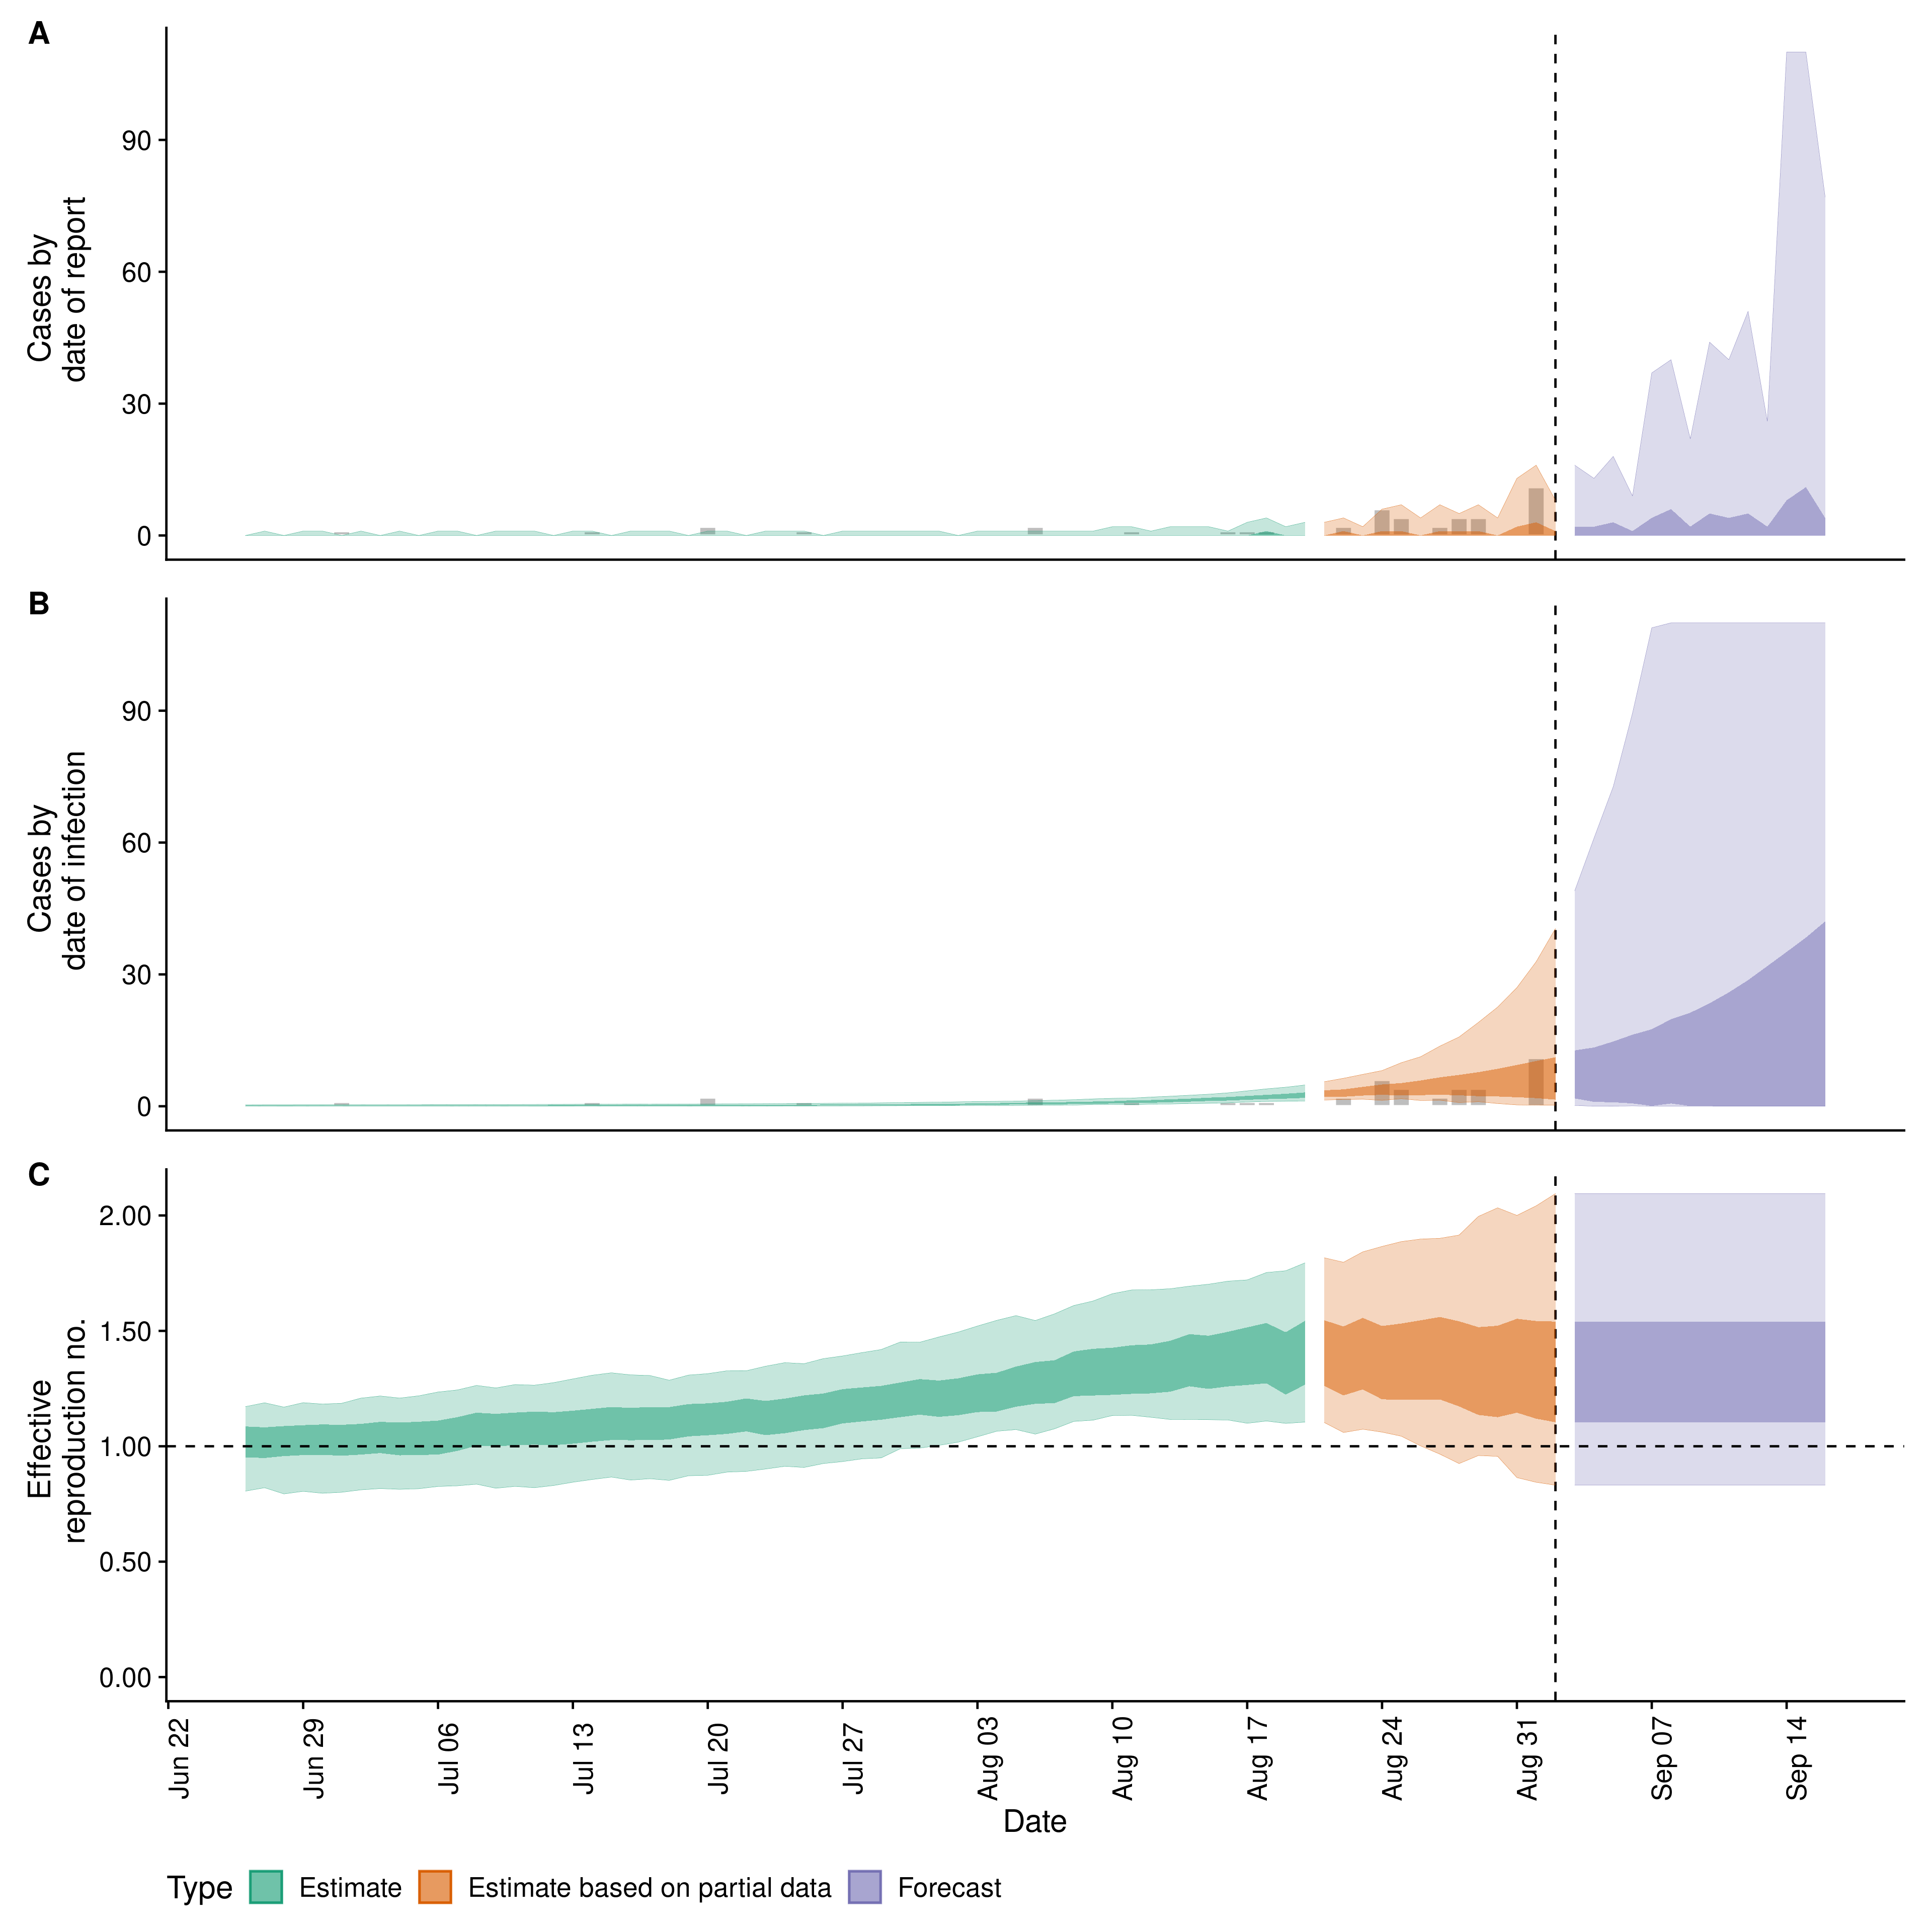 A
Cases by
date of report
90
60
30
0
B
Cases by
date of infection
90
60
30
0
C
Effective
reproduction no.
2.00
1.50
1.00
0.50
0.00
Jun 22
Jun 29
Jul 06
Jul 13
Jul 20
Jul 27
Aug 03
Aug 10
Aug 17
Aug 24
Aug 31
Sep 07
Sep 14
Date
Type Estimate Estimate based on partial data Forecast